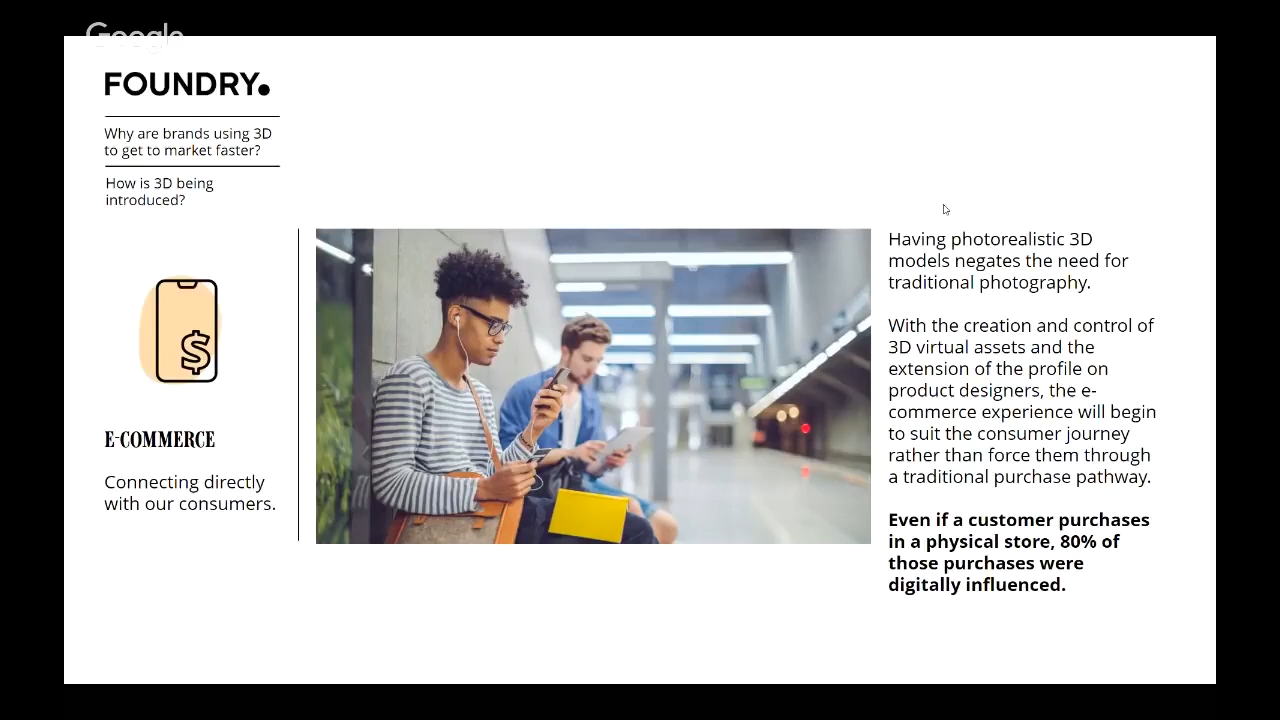 Google
FOUNDRY.
Why are brands using 3D
to get to market faster?
How is 3D being
introduced?
$
E-COMMERCE
Connecting directly
with our consumers.
Having photorealistic 3D
models negates the need for
traditional photography.
With the creation and control of
3D virtual assets and the
extension of the profile on
product designers, the e-
commerce experience will begin
to suit the consumer journey
rather than force them through
a traditional purchase pathway.
Even if a customer purchases
in a physical store, 80% of
those purchases were
digitally influenced.